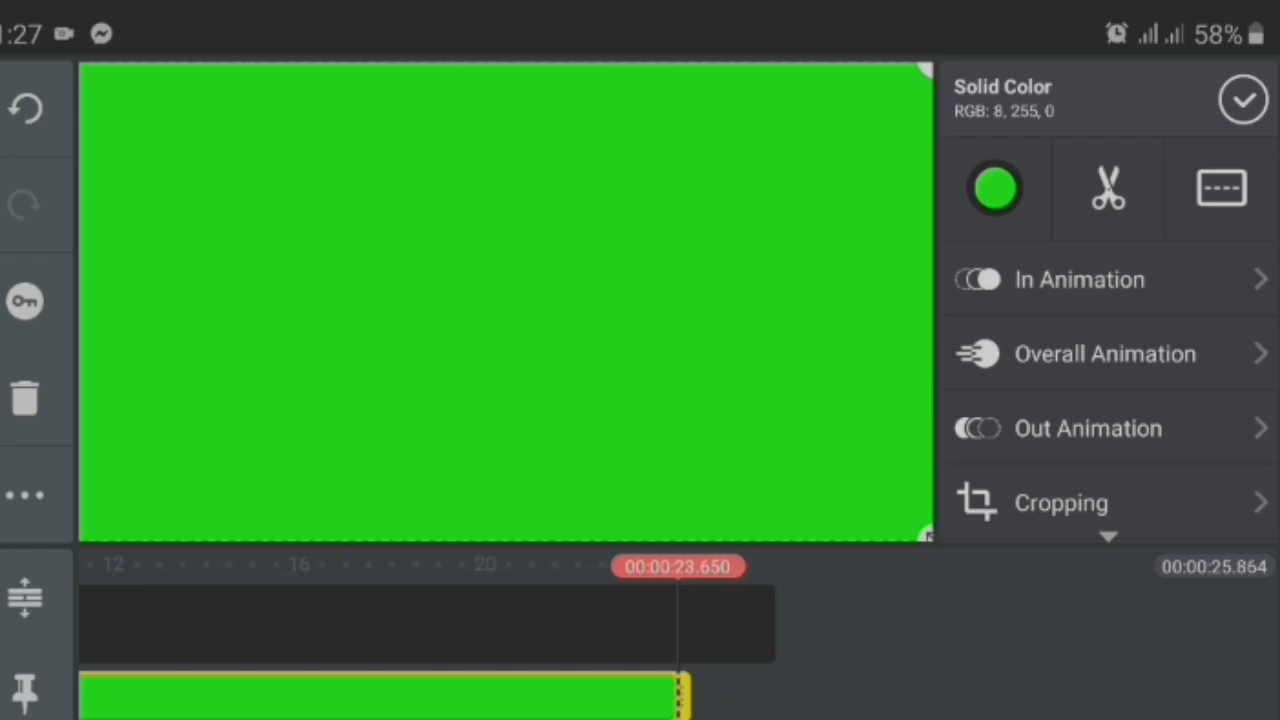 :27
58%
Solid Color
RGB: 8, 255, 0
In Animation
Overall Animation
Out Animation
Cropping
12
16
20
00:00:23.650
00:00:25.864